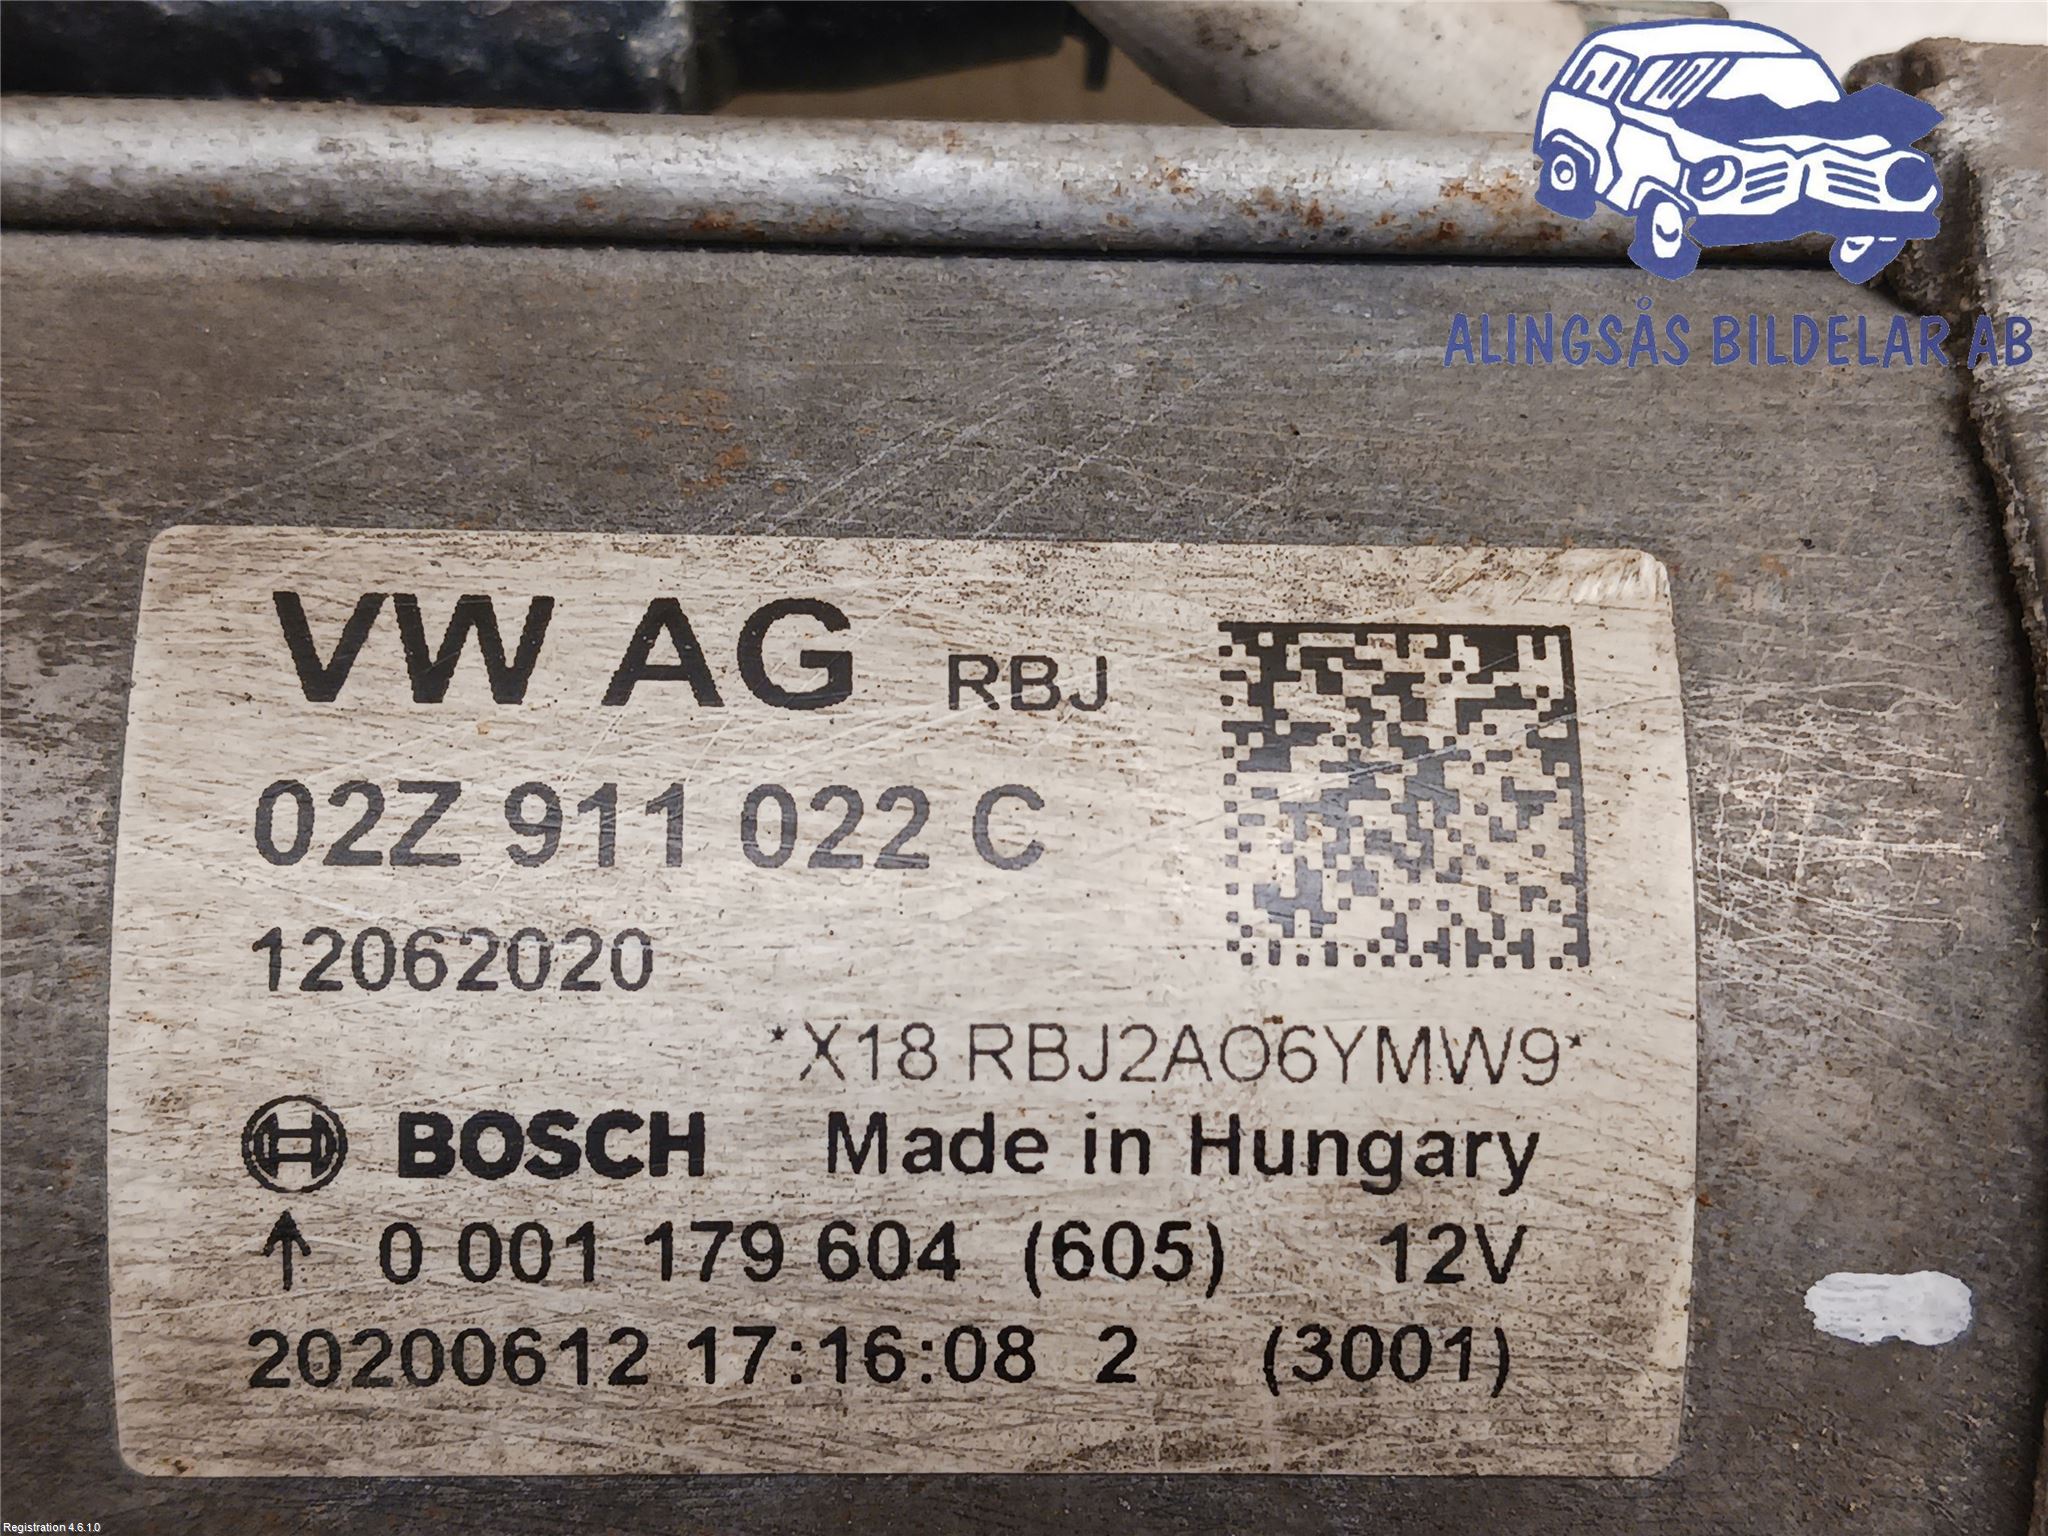 ALINGSÅS BILDELAR AB
VW AG RBJ
02Z 911 022 C
12062020
*X18 RBJ2AO6YMW9*
BOSCH Made in Hungary
↑ 0 001 179 604 (605) 12V
20200612 17:16:08 2 (3001)
Registration 4.6.1.0